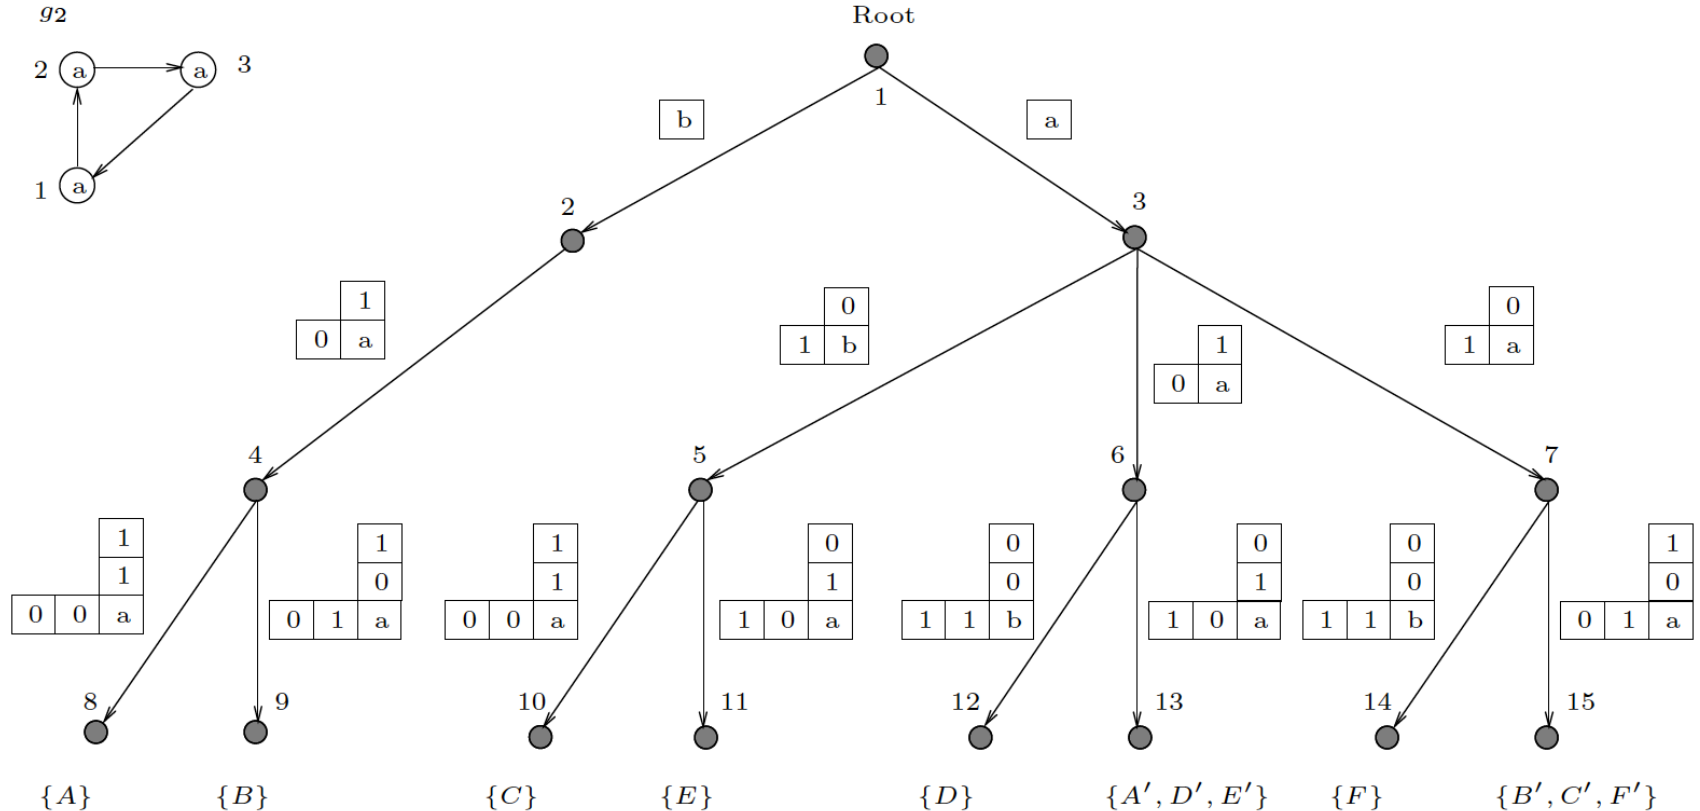 g2 Root
2 a a 3
1
b a
1 a
2 3
1 0 1 0
0 a 1 b 0 a 1 a
4 5 6 7
1 1 1 0 0 0 0 1
1 0 1 1 0 1 0 0
0 0 a 0 1 a 0 0 a 1 0 a 1 1 b 1 0 a 1 1 b 0 1 a
8 9 10 11 12 13 14 15
{A} {B} {C} {E} {D} {A′, D′, E′} {F} {B′, C′, F′}